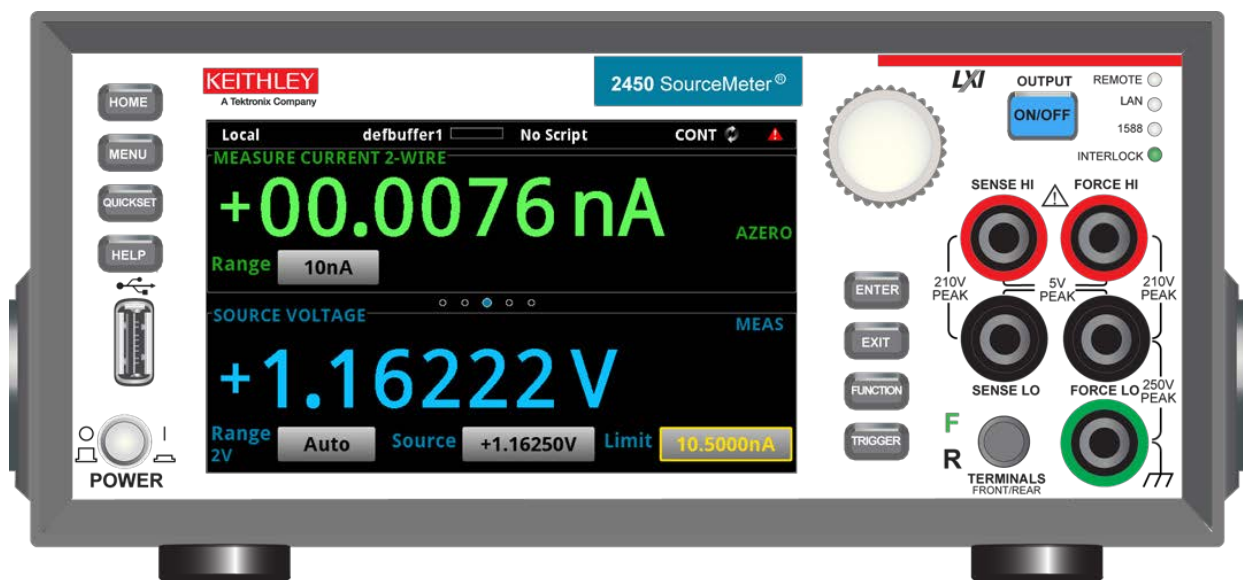 KEITHLEY
A Tektronix Company
2450 SourceMeter®
HOME
MENU
QUICKSET
HELP
POWER
Local defbuffer1 No Script CONT
MEASURE CURRENT 2-WIRE
+00.0076 nA
AZERO
Range 10nA
SOURCE VOLTAGE
MEAS
+1.16222 V
Range Auto Source +1.16250V Limit 10.5000nA
2V
LXI
OUTPUT
ON/OFF
REMOTE
LAN
1588
INTERLOCK
SENSE HI FORCE HI
210V PEAK
5V PEAK
210V PEAK
SENSE LO FORCE LO
250V PEAK
ENTER
EXIT
FUNCTION
TRIGGER
F
R
TERMINALS
FRONT/REAR